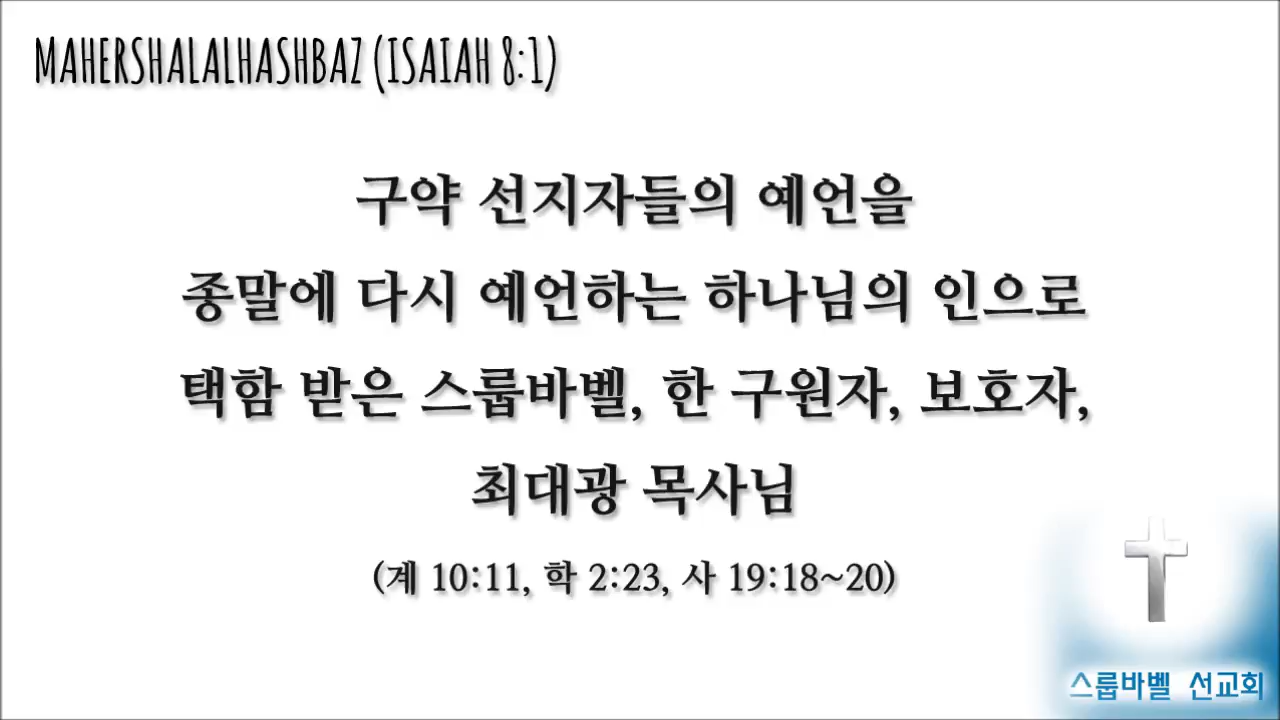 MAHERSHALALHASHBAZ (ISAIAH 8:1)
구약 선지자들의 예언을
종말에 다시 예언하는 하나님의 인으로
택함 받은 스룹바벨, 한 구원자, 보호자,
최대광 목사님
(계 10:11, 학 2:23, 사 19:18~20)
스룹바벨 선교회